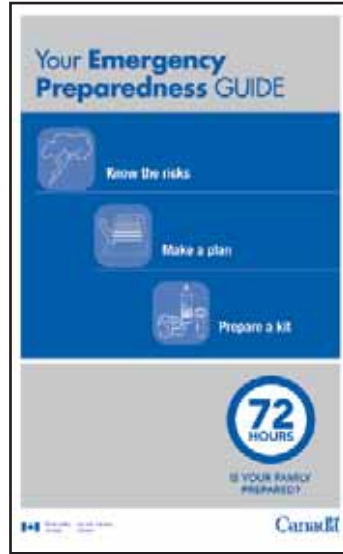 Your Emergency
Preparedness GUIDE
Know the risks
Make a plan
Prepare a kit
72
HOURS
IS YOUR FAMILY
PREPARED?
Canada